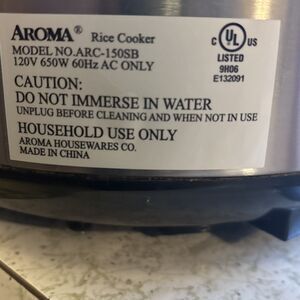 AROMA® Rice Cooker
MODEL NO.ARC-150SB
120V 650W 60Hz AC ONLY
CAUTION:
DO NOT IMMERSE IN WATER
UNPLUG BEFORE CLEANING AND WHEN NOT IN USE
HOUSEHOLD USE ONLY
AROMA HOUSEWARES CO.
MADE IN CHINA
C UL® US
LISTED
9H06
E132091